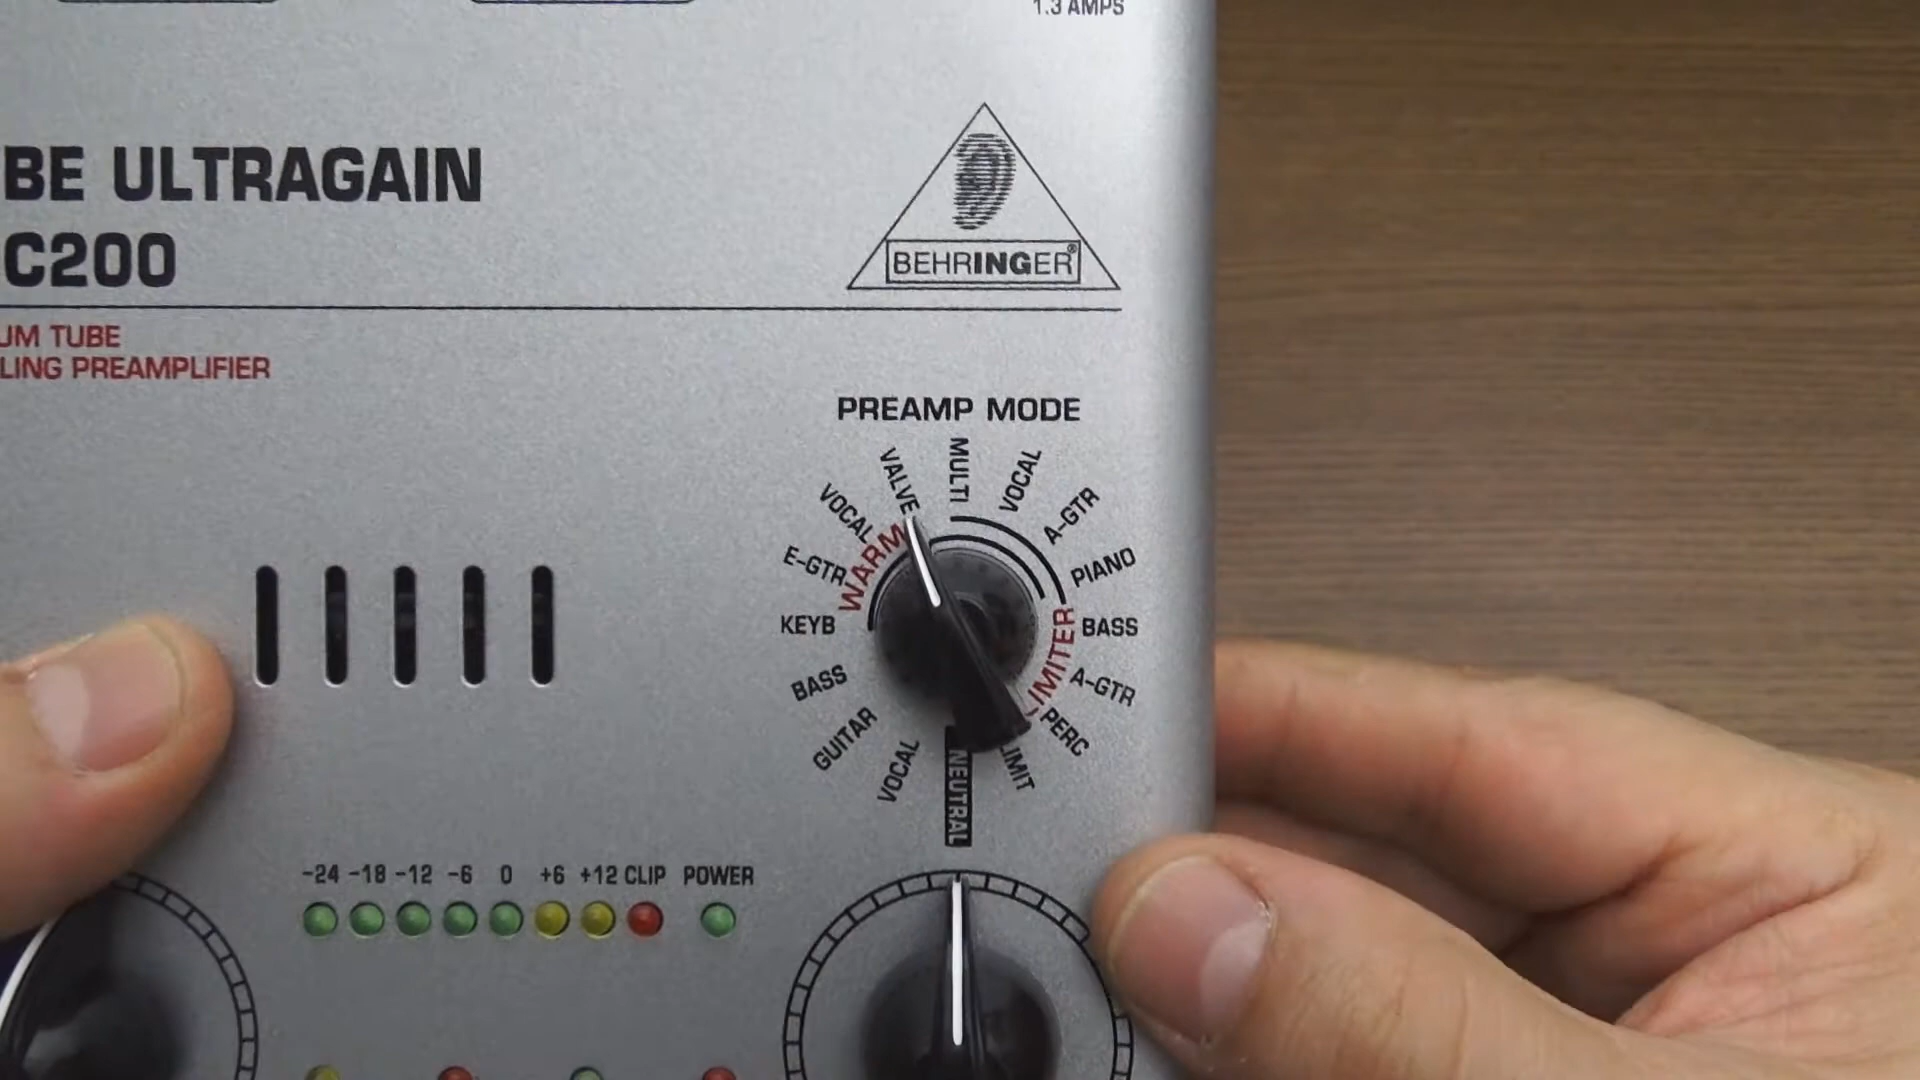 1.3 AMPS
BE ULTRAGAIN
C200
BEHRINGER®
UM TUBE
LING PREAMPLIFIER
PREAMP MODE
VALVE
MULTI
VOCAL
VOCAL
A-GTR
WARM
E-GTR
PIANO
KEYB
LIMITER
BASS
BASS
A-GTR
GUITAR
PERC
VOCAL
NEUTRAL
LIMIT
-24 -18 -12 -6 0 +6 +12 CLIP POWER